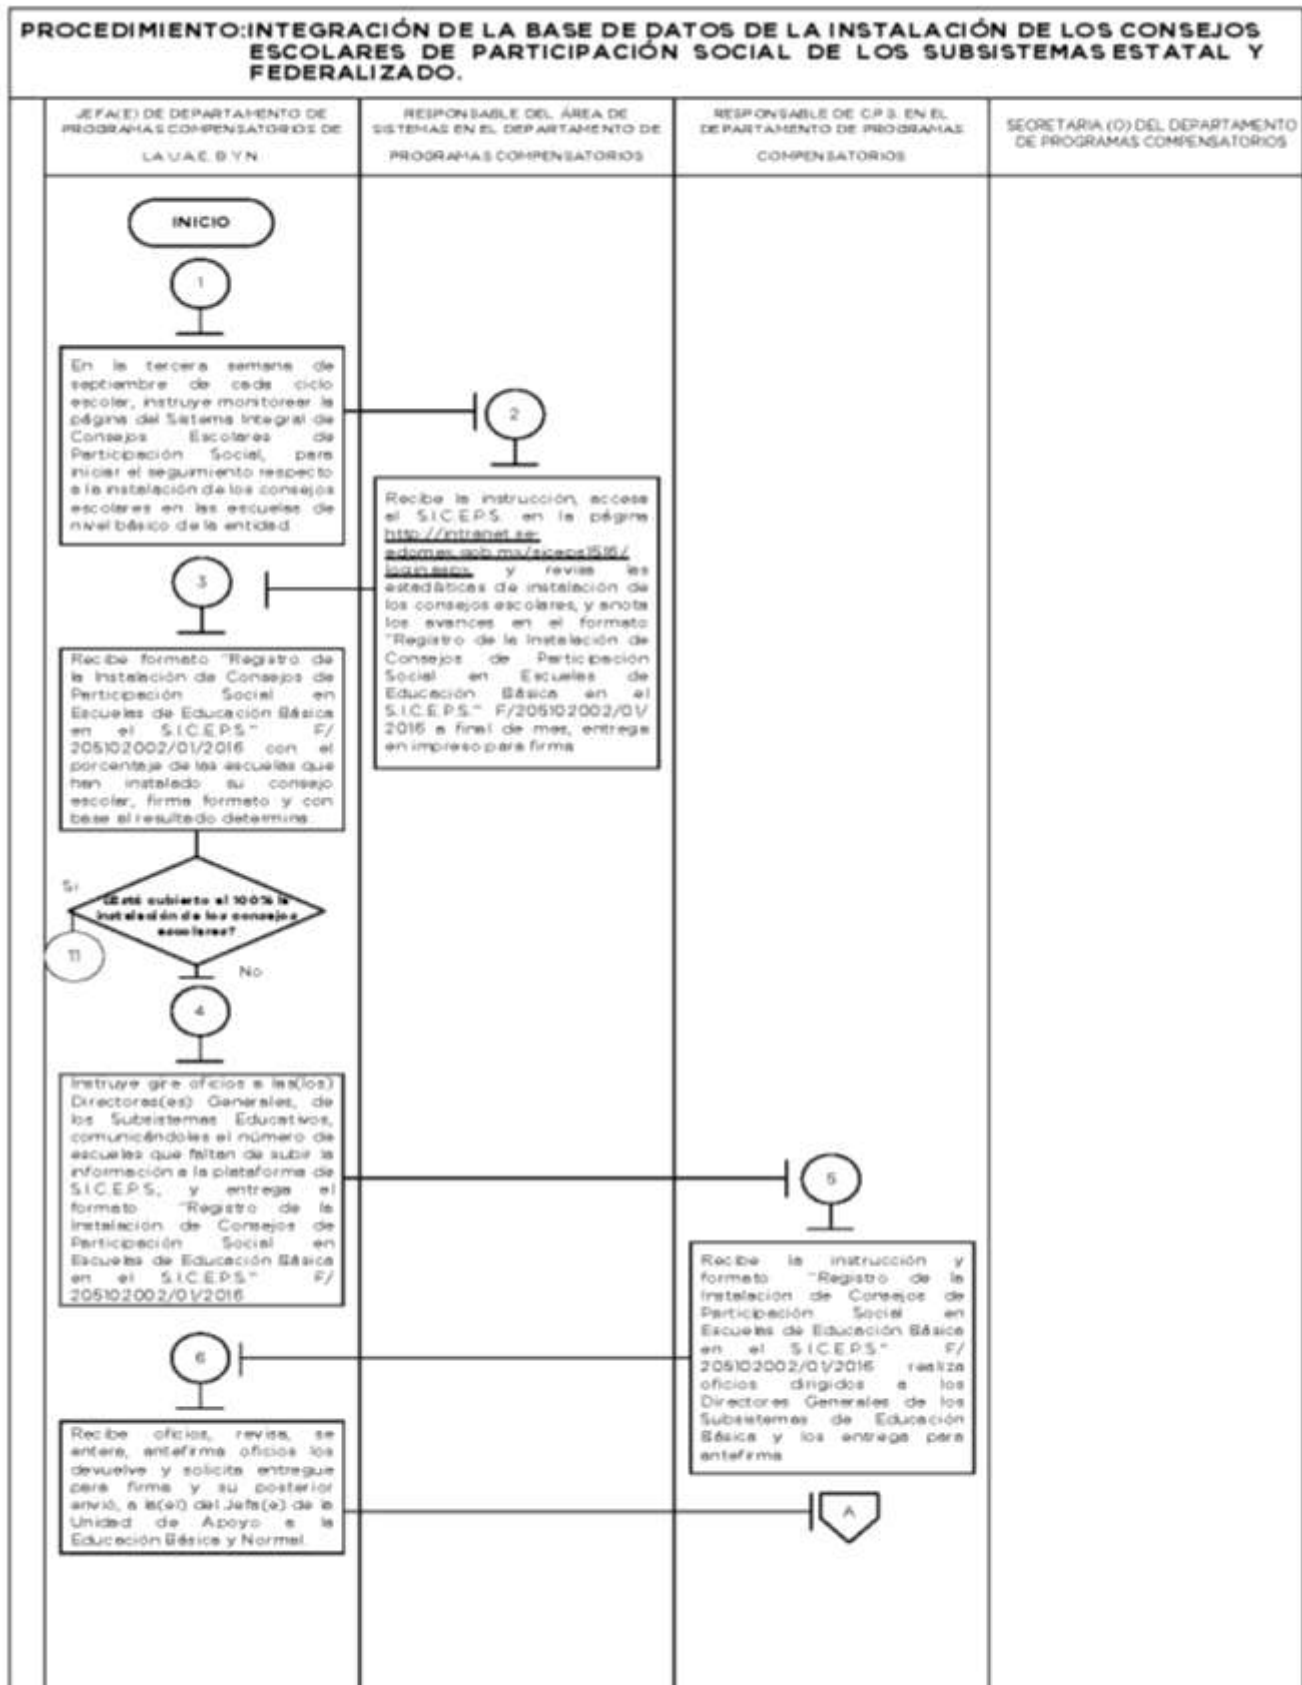 PROCEDIMIENTO:INTEGRACIÓN DE LA BASE DE DATOS DE LA INSTALACIÓN DE LOS CONSEJOS
ESCOLARES DE PARTICIPACIÓN SOCIAL DE LOS SUBSISTEMAS ESTATAL Y
FEDERALIZADO.
JEFA(E) DE DEPARTAMENTO DE
PROGRAMAS COMPENSATORIOS DE
LA U.A.E. B Y N
RESPONSABLE DEL ÁREA DE
SISTEMAS EN EL DEPARTAMENTO DE
PROGRAMAS COMPENSATORIOS
RESPONSABLE DE C.P.S. EN EL
DEPARTAMENTO DE PROGRAMAS
COMPENSATORIOS
SECRETARIA (O) DEL DEPARTAMENTO
DE PROGRAMAS COMPENSATORIOS
INICIO
1
En la tercera semana de
septiembre de cada ciclo
escolar, instruye monitorear la
página del Sistema Integral de
Consejos Escolares de
Participación Social, para
iniciar el seguimiento respecto
a la instalación de los consejos
escolares en las escuelas de
nivel básico de la entidad.
2
Recibe la instrucción, accesa
al S.I.C.E.P.S. en la página
http://intranet.se-
edomex.gob.mx/siceps1516/
login.aspx y revisa las
estadísticas de instalación de
los consejos escolares, y anota
los avances en el formato
"Registro de la Instalación de
Consejos de Participación
Social en Escuelas de
Educación Básica en el
S.I.C.E.P.S." F/205102002/01/
2016 a final de mes, entrega
en impreso para firma
3
Recibe formato "Registro de
la Instalación de Consejos de
Participación Social en
Escuelas de Educación Básica
en el S.I.C.E.P.S." F/
205102002/01/2016 con el
porcentaje de las escuelas que
han instalado su consejo
escolar, firma formato y con
base al resultado determina:
Si
¿Está cubierto al 100% la
instalación de los consejos
escolares?
11
No
4
Instruye gire oficios a las(los)
Directoras(es) Generales, de
los Subsistemas Educativos,
comunicándoles el número de
escuelas que faltan de subir la
información a la plataforma de
S.I.C.E.P.S, y entrega el
formato "Registro de la
Instalación de Consejos de
Participación Social en
Escuelas de Educación Básica
en el S.I.C.E.P.S." F/
205102002/01/2016
5
Recibe la instrucción y
formato "Registro de la
Instalación de Consejos de
Participación Social en
Escuelas de Educación Básica
en el S.I.C.E.P.S." F/
205102002/01/2016 realiza
oficios dirigidos a los
Directores Generales de los
Subsistemas de Educación
Básica y los entrega para
antefirma
6
Recibe oficios, revisa, se
entera, antefirma oficios los
devuelve y solicita entregue
para firma y su posterior
envió, a la(el) del Jefa(e) de la
Unidad de Apoyo a la
Educación Básica y Normal.
A